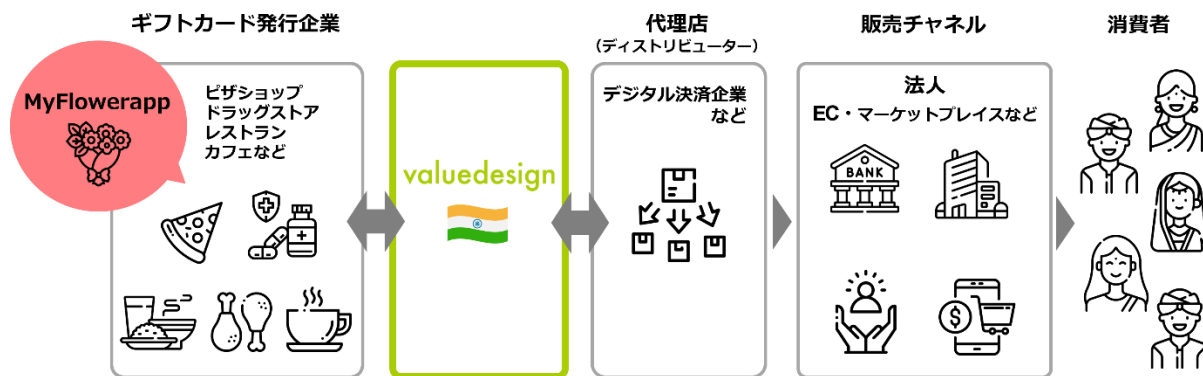 ギフトカード発行企業
MyFlowerapp
ピザショップ
ドラッグストア
レストラン
カフェなど
valuedesign
代理店
（ディストリビューター）
デジタル決済企業
など
販売チャネル
法人
EC・マーケットプレイスなど
BANK
$
消費者